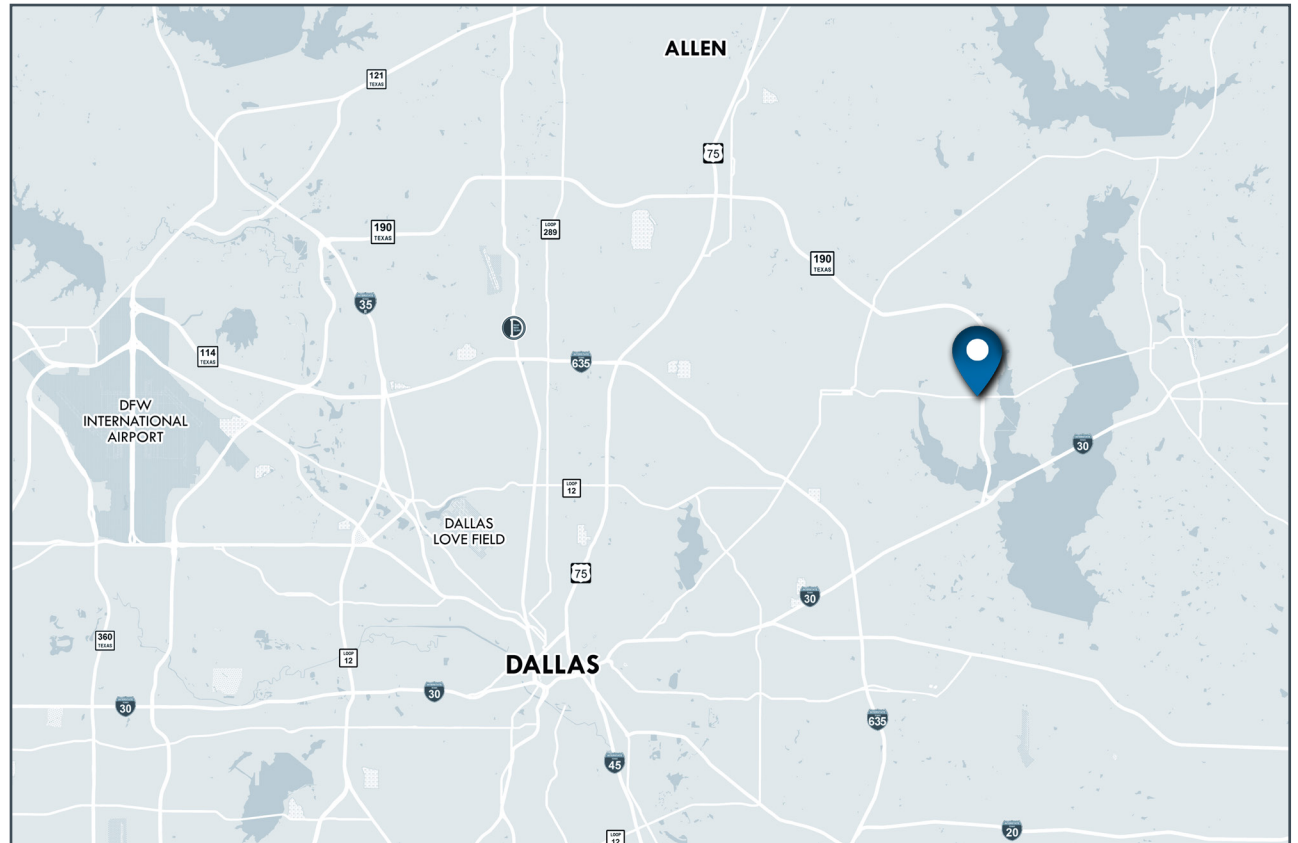 ALLEN
121
TEXAS
75
190
TEXAS
LOOP
289
190
TEXAS
35
D
114
TEXAS
635
DFW
INTERNATIONAL
AIRPORT
30
LOOP
12
DALLAS
LOVE FIELD
75
30
360
TEXAS
LOOP
12
DALLAS
30
30
635
45
20
LOOP
12